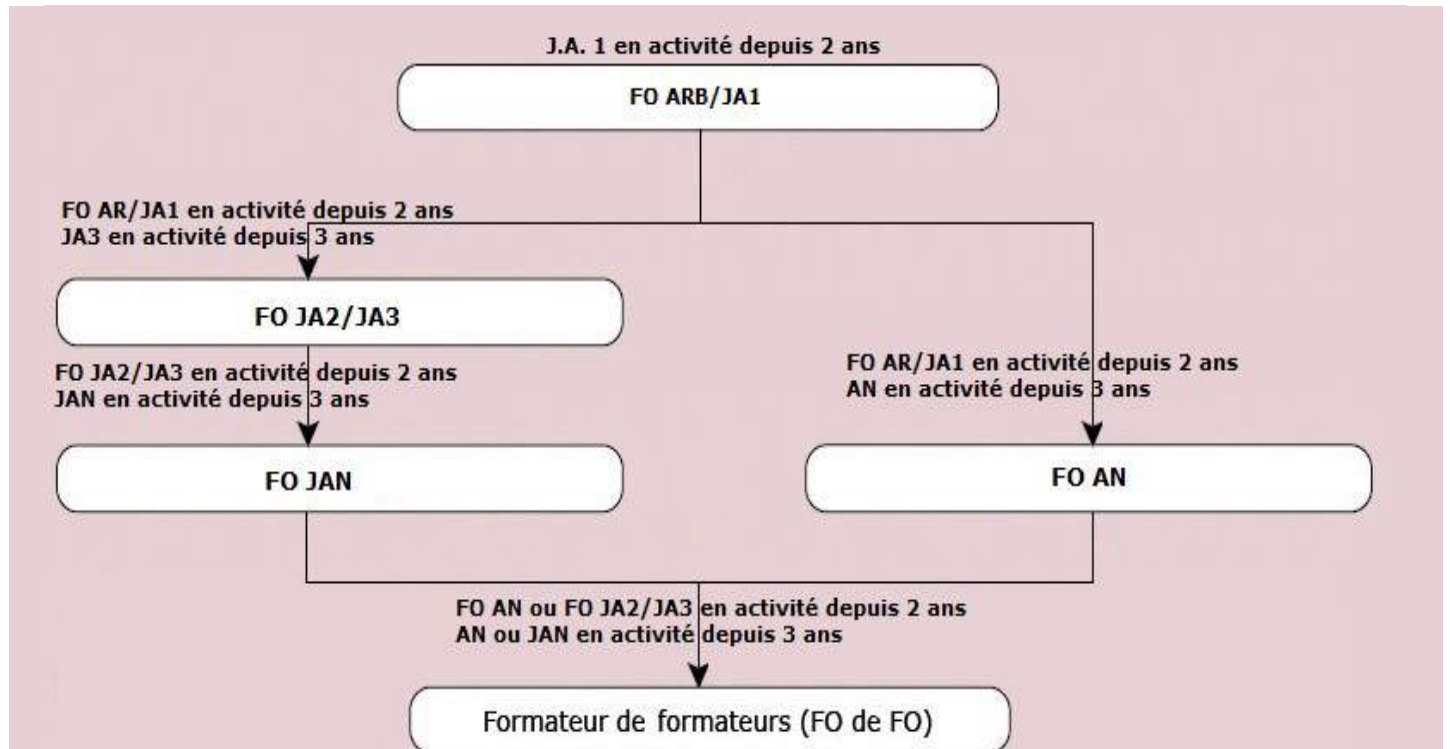 J.A. 1 en activité depuis 2 ans
FO ARB/JA1
FO AR/JA1 en activité depuis 2 ans
JA3 en activité depuis 3 ans
FO JA2/JA3
FO JA2/JA3 en activité depuis 2 ans
JAN en activité depuis 3 ans
FO AR/JA1 en activité depuis 2 ans
AN en activité depuis 3 ans
FO JAN
FO AN
FO AN ou FO JA2/JA3 en activité depuis 2 ans
AN ou JAN en activité depuis 3 ans
Formateur de formateurs (FO de FO)